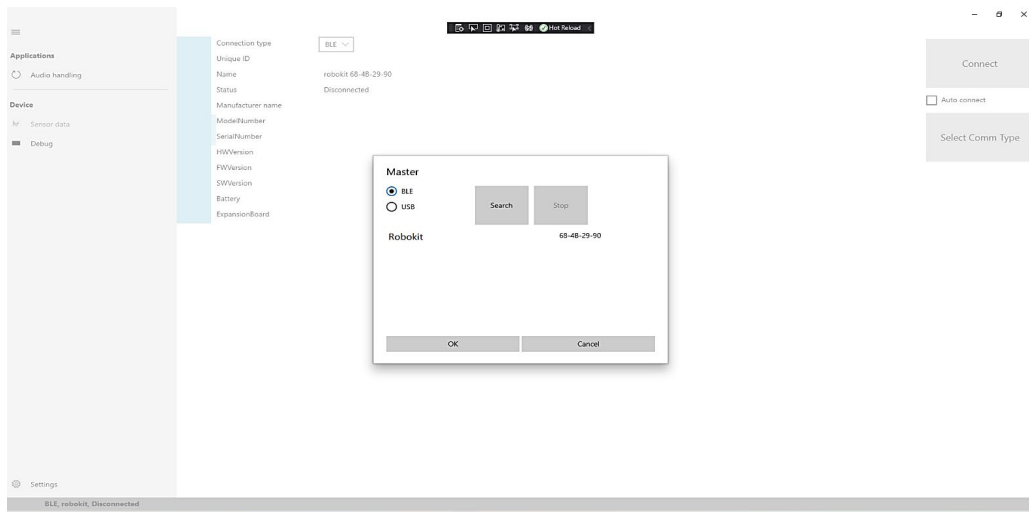 Hot Reload
Applications
Audio handling
Device
Sensor data
Debug
Settings
Connection type BLE
Unique ID
Name robokit 68-4B-29-90
Status Disconnected
Manufacturer name
ModelNumber
SerialNumber
HWVersion
FWVersion
SWVersion
Battery
ExpansionBoard
Connect
Auto connect
Select Comm Type
Master
BLE
USB
Search
Stop
Robokit 68-4B-29-90
OK Cancel
BLE, robokit, Disconnected